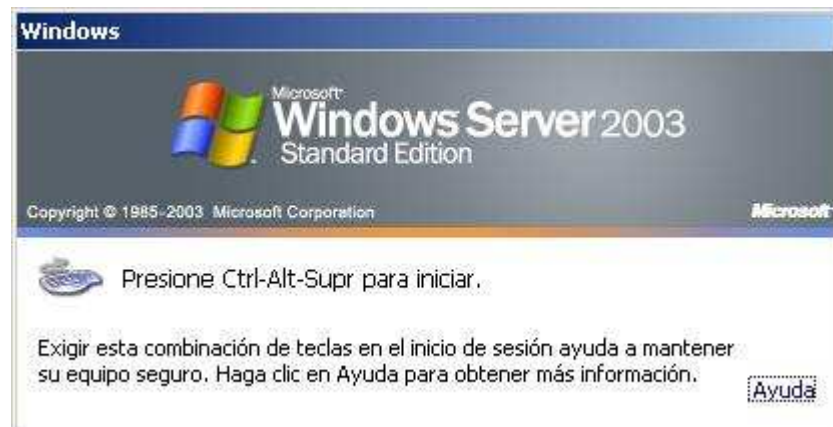 Windows
Microsoft
Windows Server 2003
Standard Edition
Copyright © 1985-2003 Microsoft Corporation
Microsoft
Presione Ctrl-Alt-Supr para iniciar.
Exigir esta combinación de teclas en el inicio de sesión ayuda a mantener
su equipo seguro. Haga clic en Ayuda para obtener más información.
Ayuda